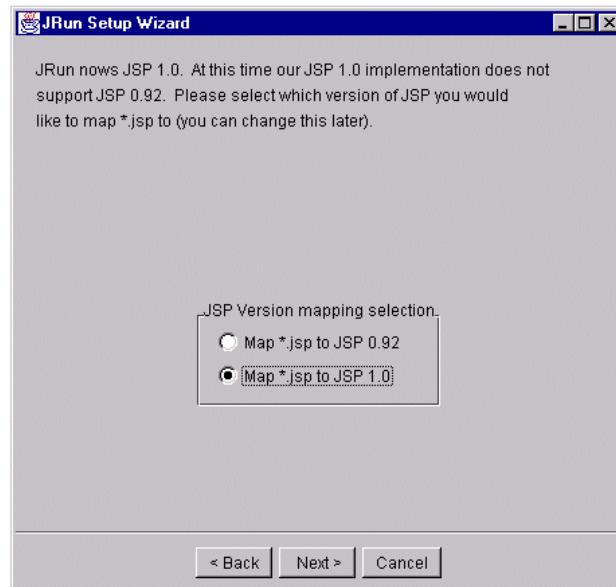 JRun Setup Wizard
JRun nows JSP 1.0. At this time our JSP 1.0 implementation does not
support JSP 0.92. Please select which version of JSP you would
like to map *.jsp to (you can change this later).
JSP Version mapping selection
Map *.jsp to JSP 0.92
Map *.jsp to JSP 1.0
< Back Next > Cancel